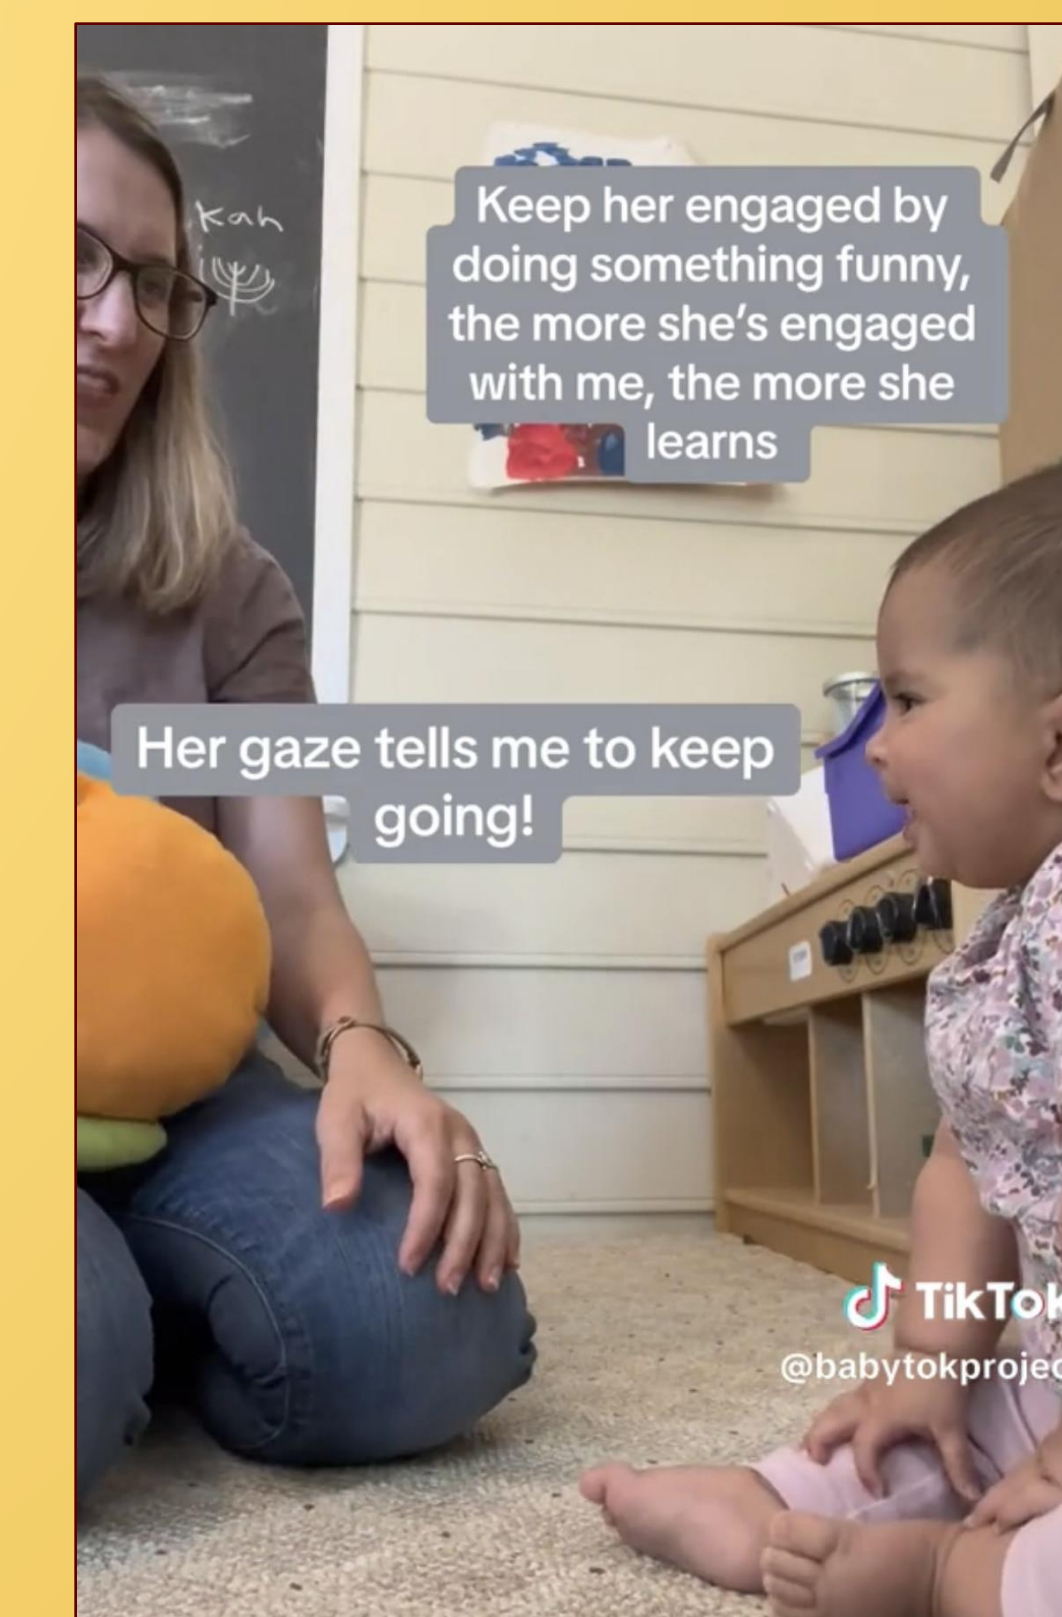 Kah
Keep her engaged by
doing something funny,
the more she's engaged
with me, the more she
learns
Her gaze tells me to keep
going!
TikTok
@babytokprojec